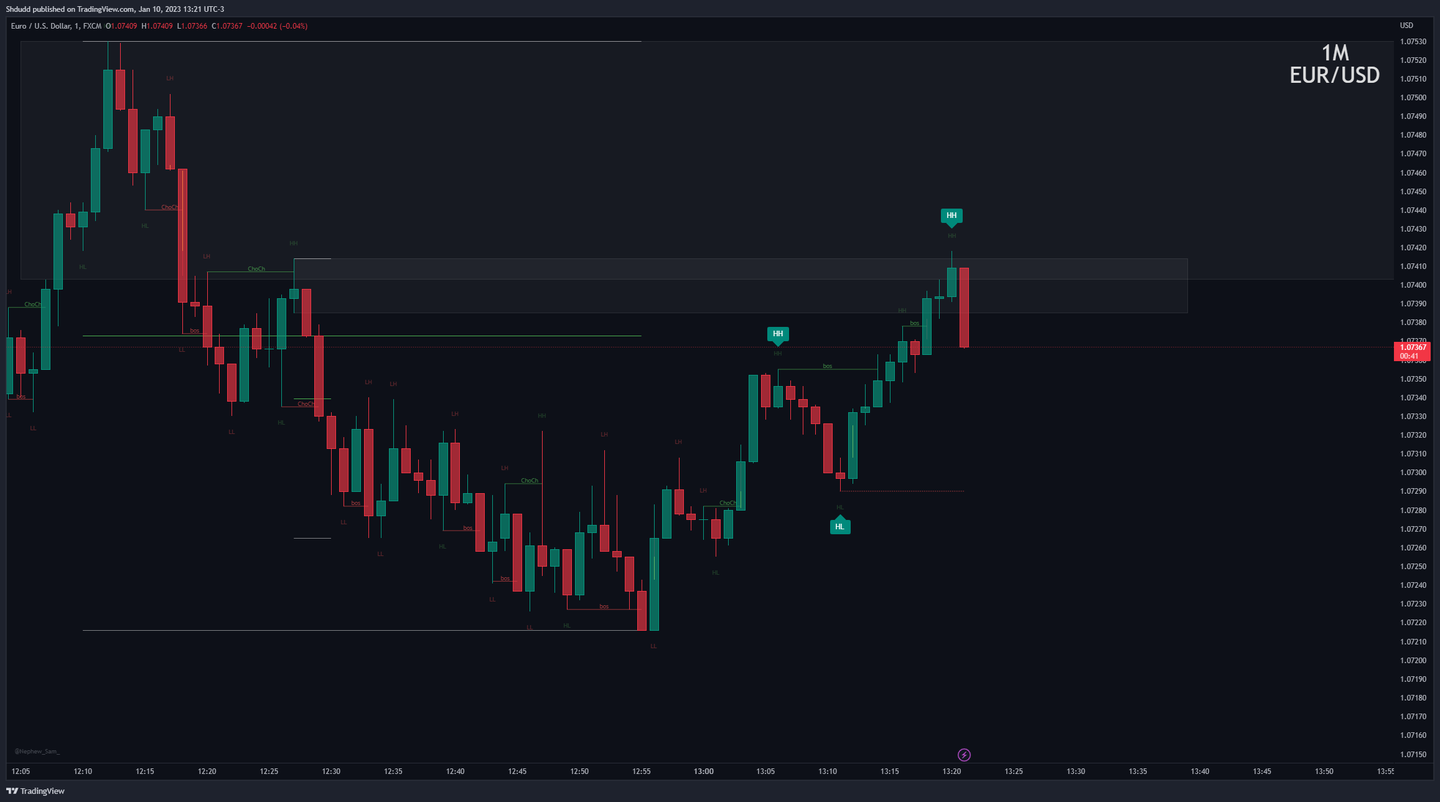 Shdudd published on TradingView.com, Jan 10, 2023 13:21 UTC-3
Euro / U.S. Dollar, 1, FXCM O1.07409 H1.07409 L1.07366 C1.07367 −0.00042 (−0.04%)
USD
1M
EUR/USD
1.07530
1.07520
1.07510
1.07500
1.07490
1.07480
1.07470
1.07460
1.07450
1.07440
1.07430
1.07420
1.07410
1.07400
1.07390
1.07380
1.07370
1.07367
00:41
1.07360
1.07350
1.07340
1.07330
1.07320
1.07310
1.07300
1.07290
1.07280
1.07270
1.07260
1.07250
1.07240
1.07230
1.07220
1.07210
1.07200
1.07190
1.07180
1.07170
1.07160
1.07150
LH
ChoCh
HL
HL
HH
HH
HH
LH
ChoCh
ChoCh
HH
bos
bos
LL
HH
HH
bos
LH
LH
bos
ChoCh
LH
HH
HL
LL
LL
LH
LH
LH
ChoCh
LH
ChoCh
bos
HL
HL
LL
bos
HL
LL
bos
HL
LL
bos
LL
HL
LL
@Nephew_Sam_
12:05 12:10 12:15 12:20 12:25 12:30 12:35 12:40 12:45 12:50 12:55 13:00 13:05 13:10 13:15 13:20 13:25 13:30 13:35 13:40 13:45 13:50 13:55
TradingView